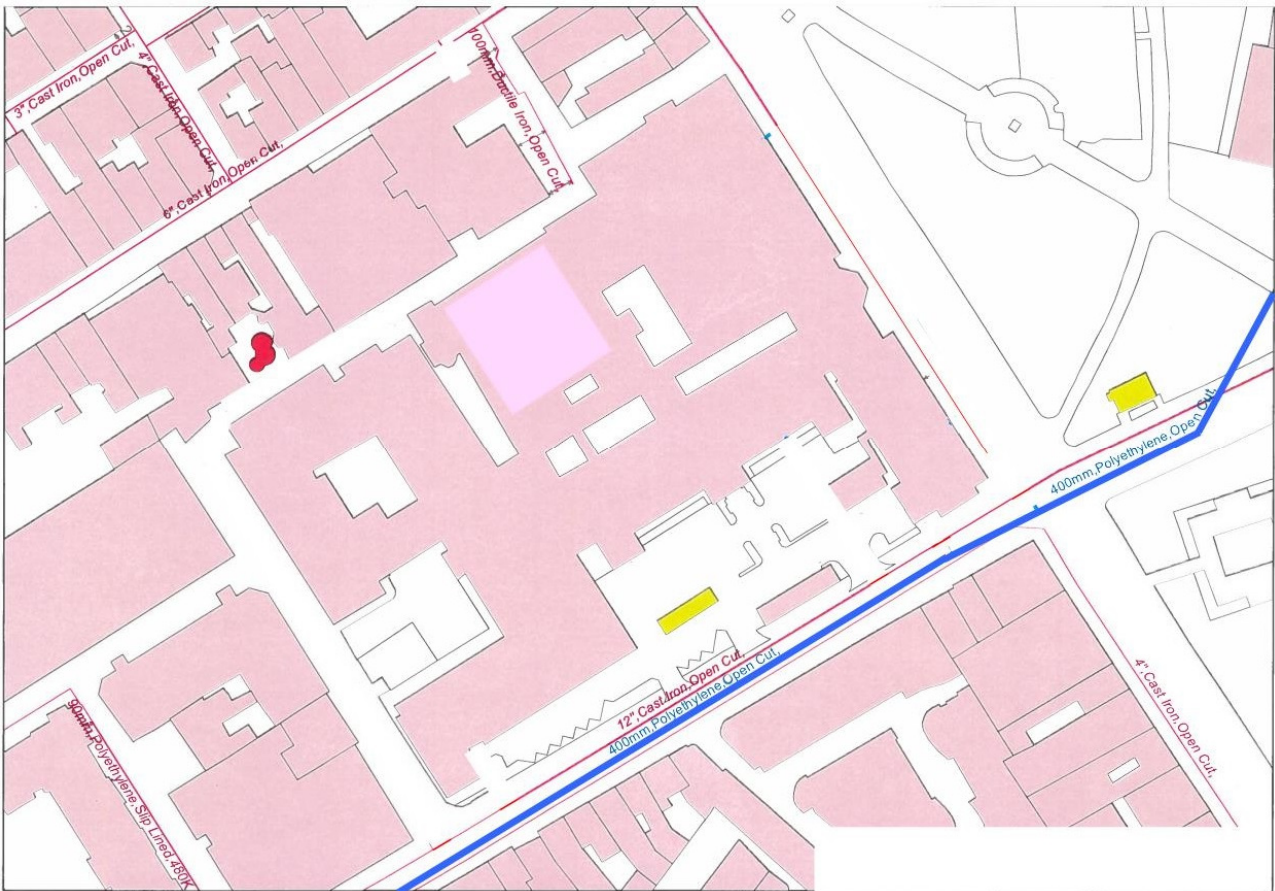 3",Cast Iron,Open Cut,
4",Cast Iron,Open Cut,
100mm,Ductile Iron,Open Cut,
6",Cast Iron,Open Cut,
400mm,Polyethylene,Open Cut,
12",Cast Iron,Open Cut,
400mm,Polyethylene,Open Cut,
4",Cast Iron,Open Cut,
90mm,Polyethylene,Slip Lined,